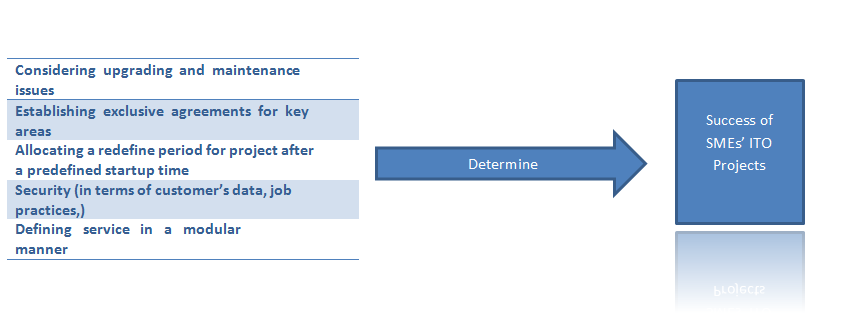 Considering upgrading and maintenance
issues
Establishing exclusive agreements for key
areas
Allocating a redefine period for project after
a predefined startup time
Security (in terms of customer's data, job
practices,)
Defining service in a modular
manner
Determine
Success of
SMEs' ITO
Projects
Projects